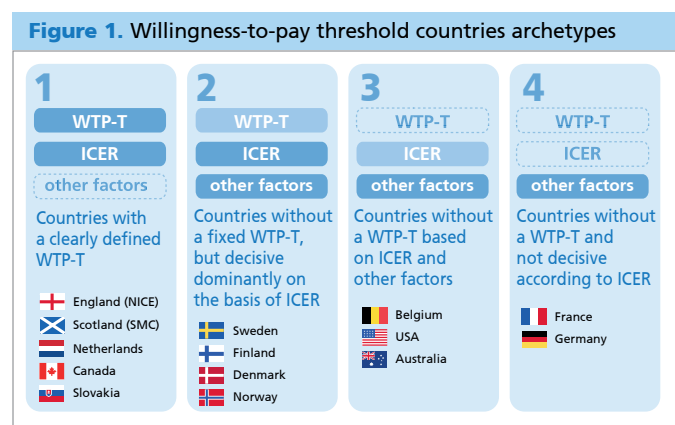 Figure 1. Willingness-to-pay threshold countries archetypes
1
WTP-T
ICER
other factors
Countries with
a clearly defined
WTP-T
England (NICE)
Scotland (SMC)
Netherlands
Canada
Slovakia
2
WTP-T
ICER
other factors
Countries without
a fixed WTP-T,
but decisive
dominantly on
the basis of ICER
Sweden
Finland
Denmark
Norway
3
WTP-T
ICER
other factors
Countries without
a WTP-T based
on ICER and
other factors
Belgium
USA
Australia
4
WTP-T
ICER
other factors
Countries without
a WTP-T and
not decisive
according to ICER
France
Germany